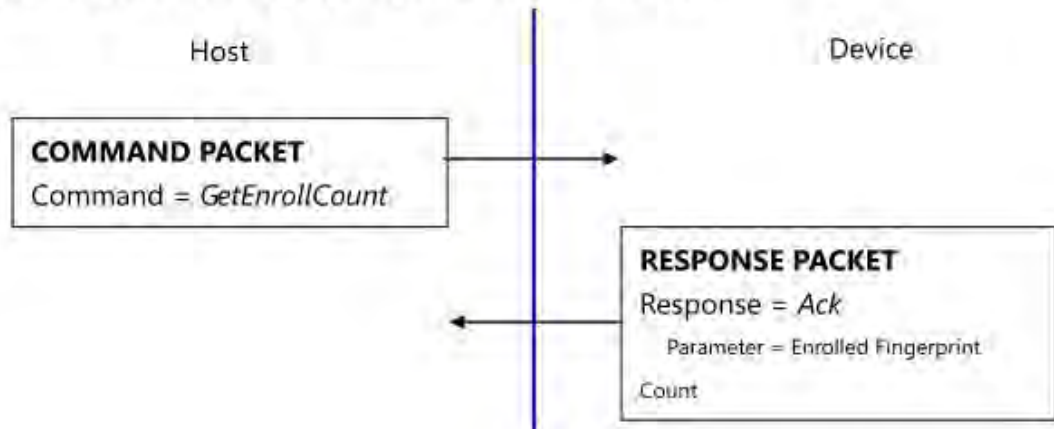 Host
Device
COMMAND PACKET
Command = GetEnrollCount
RESPONSE PACKET
Response = Ack
Parameter = Enrolled Fingerprint
Count